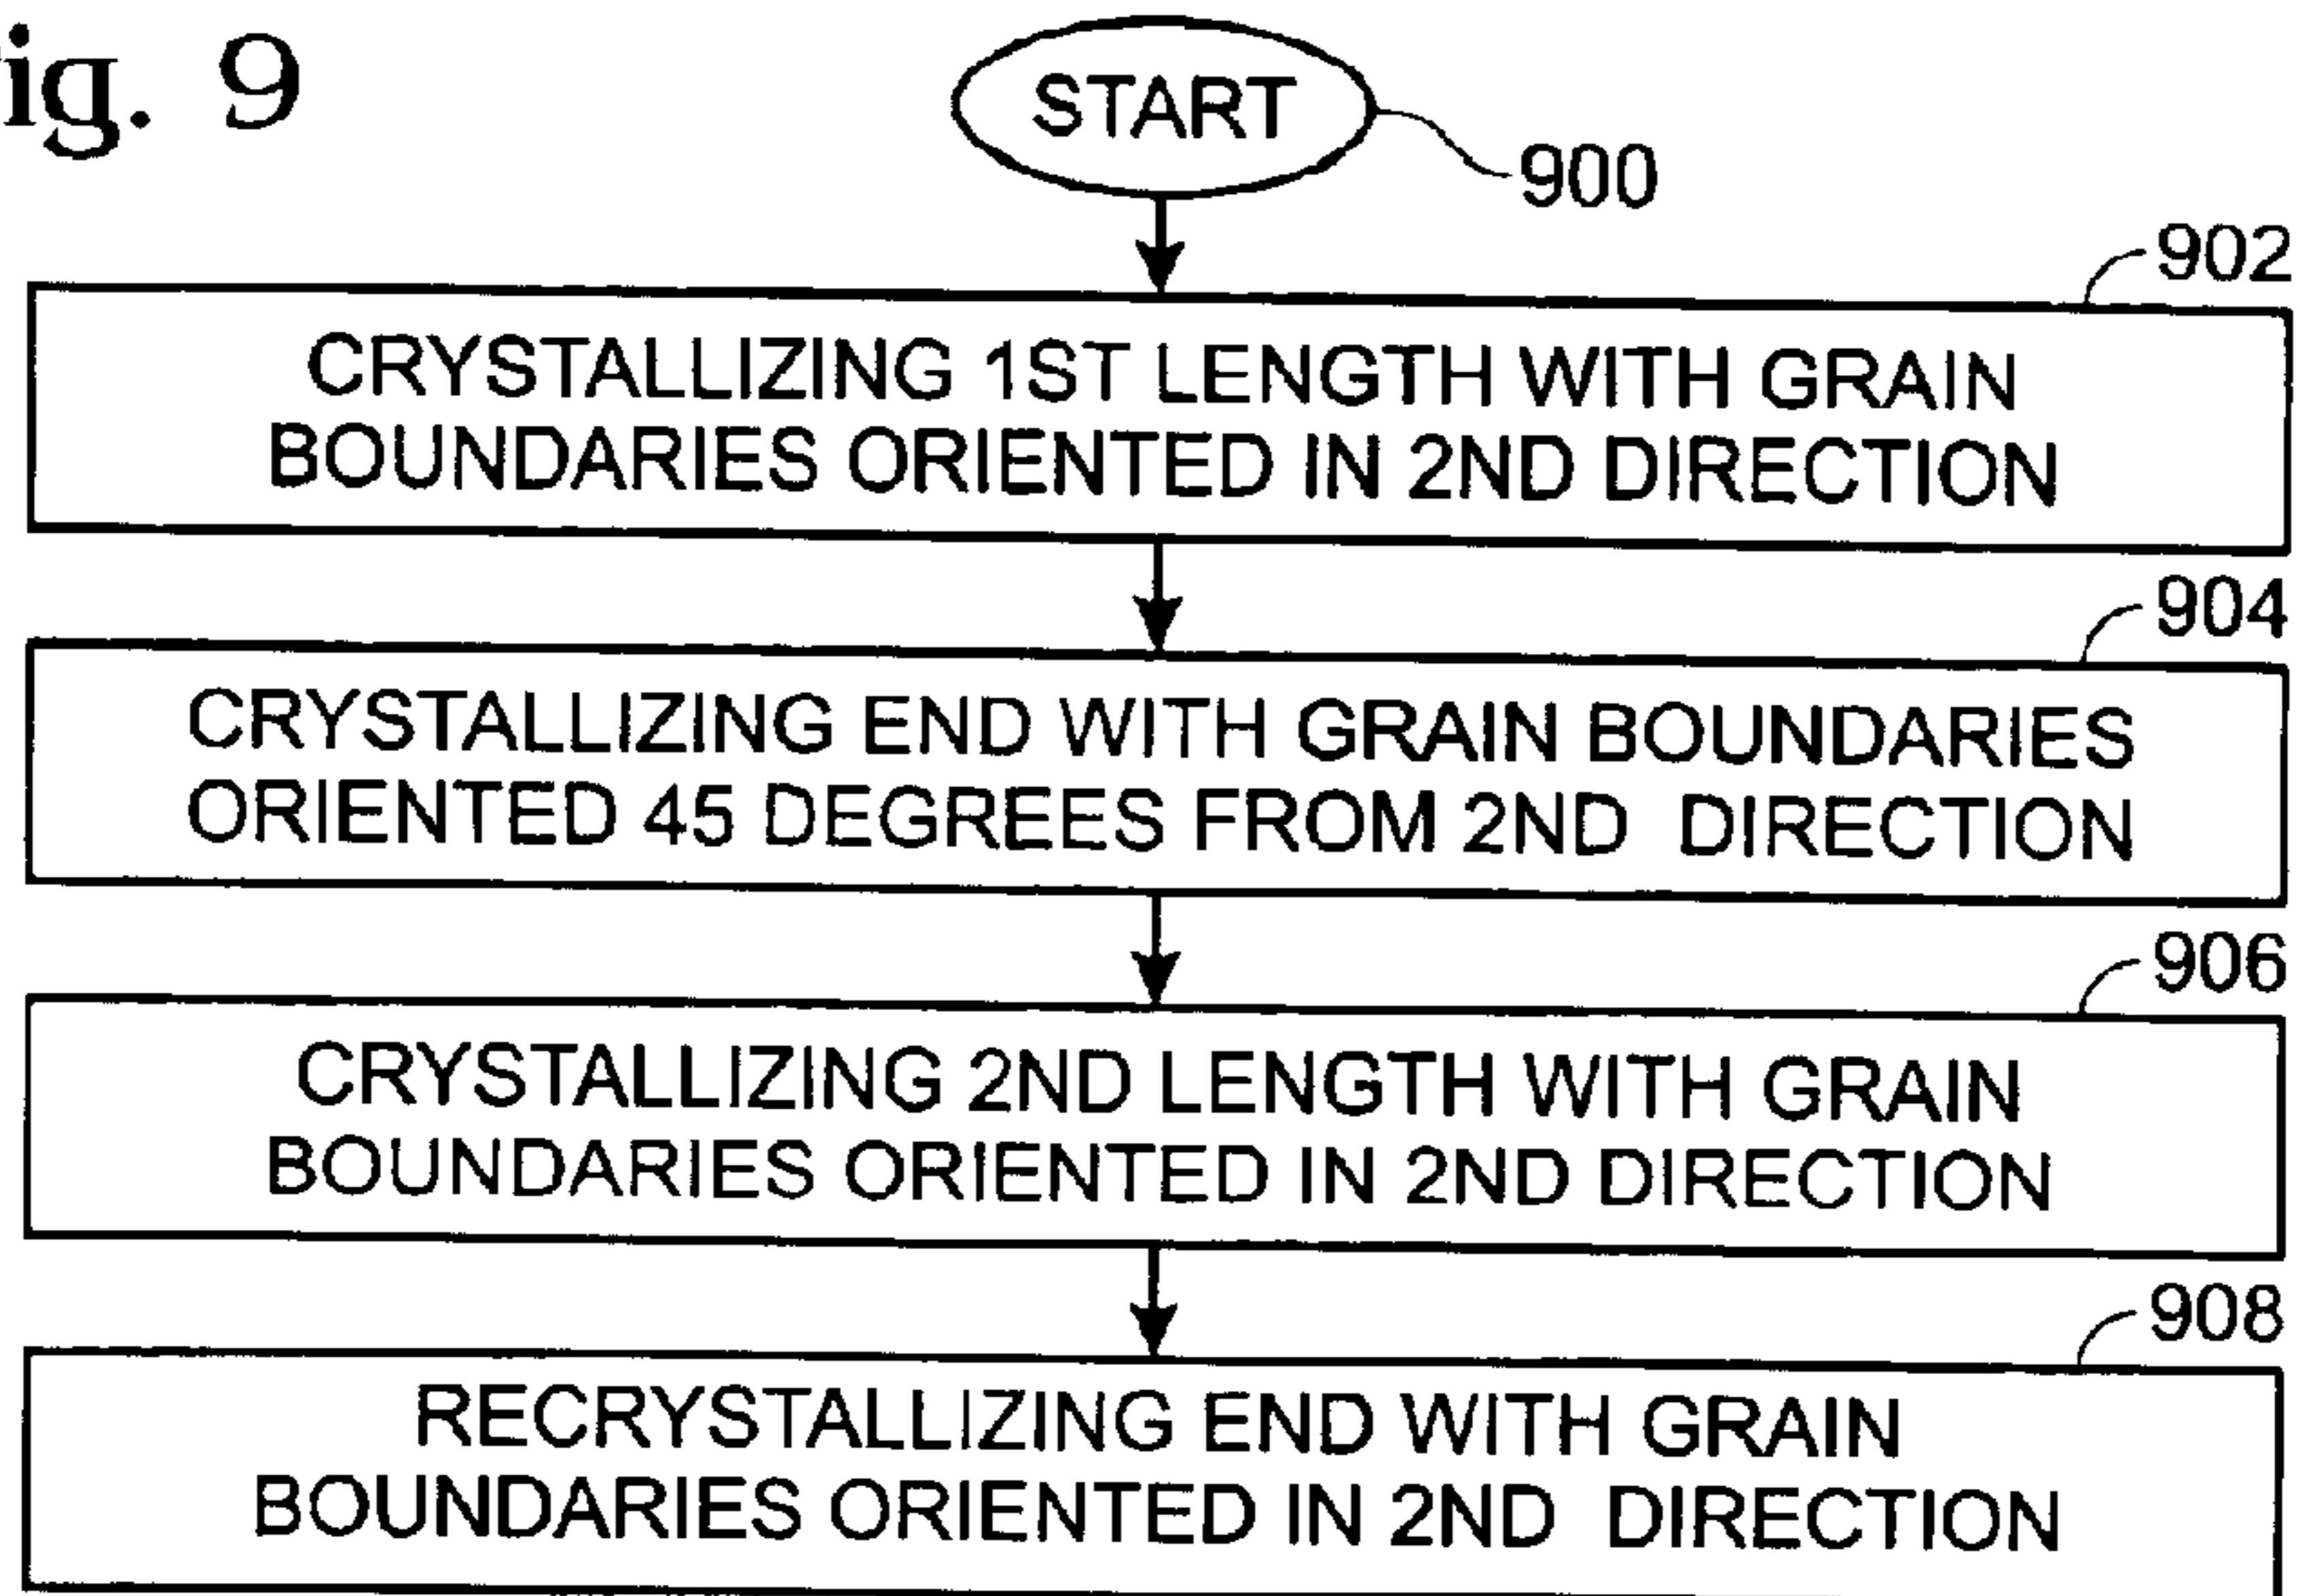 ig. 9
START
900
902
CRYSTALLIZING 1ST LENGTH WITH GRAIN
BOUNDARIES ORIENTED IN 2ND DIRECTION
904
CRYSTALLIZING END WITH GRAIN BOUNDARIES
ORIENTED 45 DEGREES FROM 2ND DIRECTION
906
CRYSTALLIZING 2ND LENGTH WITH GRAIN
BOUNDARIES ORIENTED IN 2ND DIRECTION
908
RECRYSTALLIZING END WITH GRAIN
BOUNDARIES ORIENTED IN 2ND DIRECTION